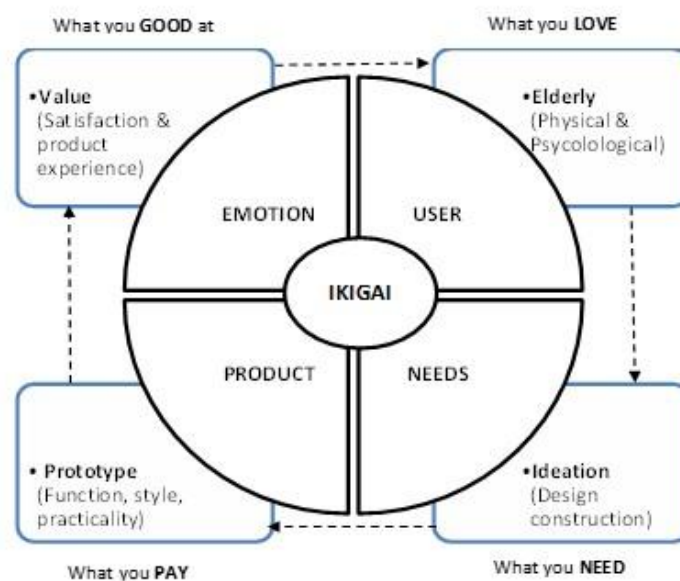 What you GOOD at
What you LOVE
•Value
(Satisfaction &
product
experience)
•Elderly
(Physical &
Psycolological)
EMOTION
USER
IKIGAI
PRODUCT
NEEDS
• Prototype
(Function, style,
practicality)
•Ideation
(Design
construction)
What you PAY
What you NEED